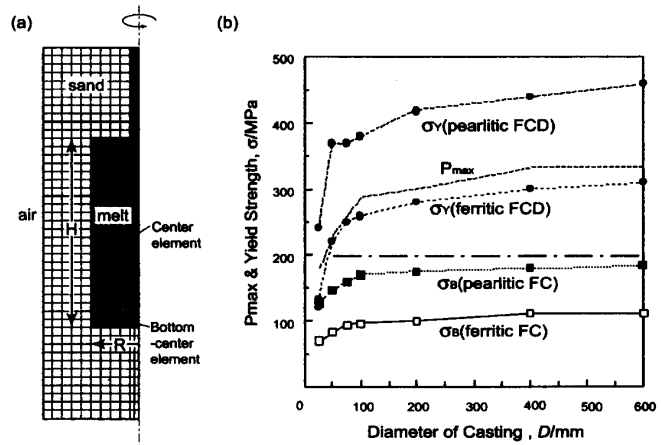 (a)
sand
air
melt
H
R
Center
element
Bottom
-center
element
(b)
Pmax & Yield Strength, σ/MPa
500
400
300
200
100
0
0 100 200 300 400 500 600
Diameter of Casting , D/mm
σY(pearlitic FCD)
Pmax
σY(ferritic FCD)
σB(pearlitic FC)
σB(ferritic FC)